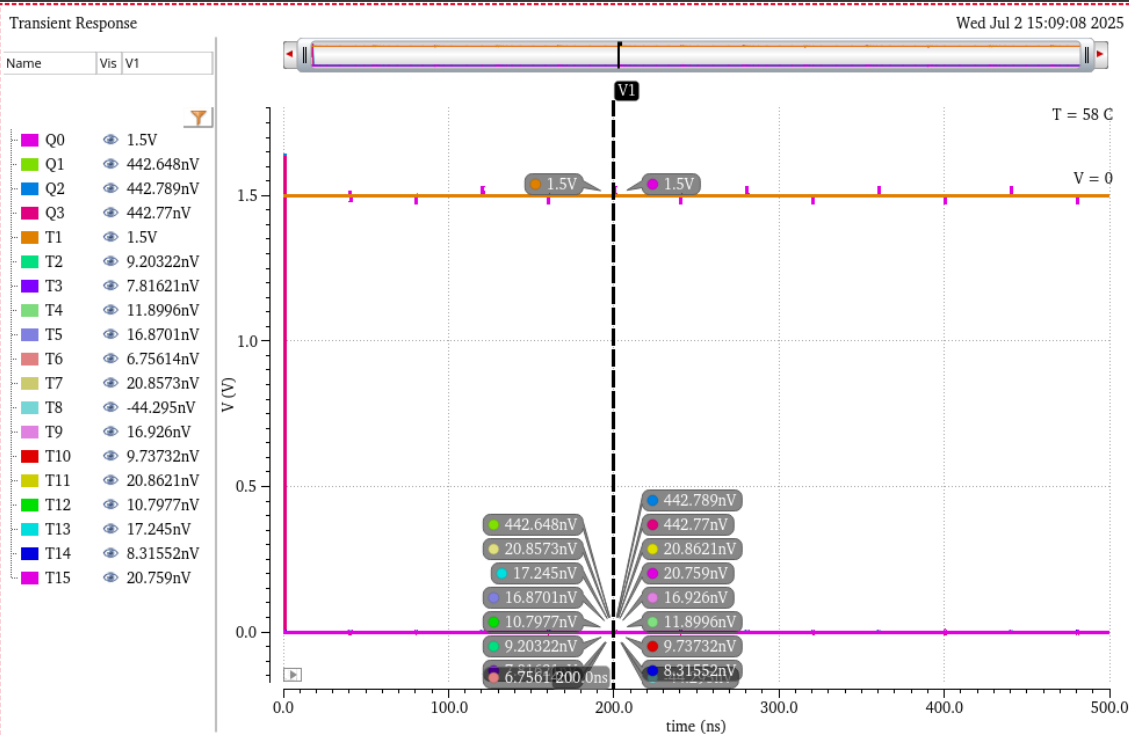 Transient Response
Wed Jul 2 15:09:08 2025
Name Vis V1
Q0 1.5V
Q1 442.648nV
Q2 442.789nV
Q3 442.77nV
T1 1.5V
T2 9.20322nV
T3 7.81621nV
T4 11.8996nV
T5 16.8701nV
T6 6.75614nV
T7 20.8573nV
T8 -44.295nV
T9 16.926nV
T10 9.73732nV
T11 20.8621nV
T12 10.7977nV
T13 17.245nV
T14 8.31552nV
T15 20.759nV
V1
T = 58 C
V = 0
1.5V 1.5V
V (V)
1.5
1.0
0.5
0.0
442.789nV
442.648nV 442.77nV
20.8573nV 20.8621nV
17.245nV 20.759nV
16.8701nV 16.926nV
10.7977nV 11.8996nV
9.20322nV 9.73732nV
6.75614 200.0ns 8.31552nV
0.0 100.0 200.0 300.0 400.0 500.0
time (ns)